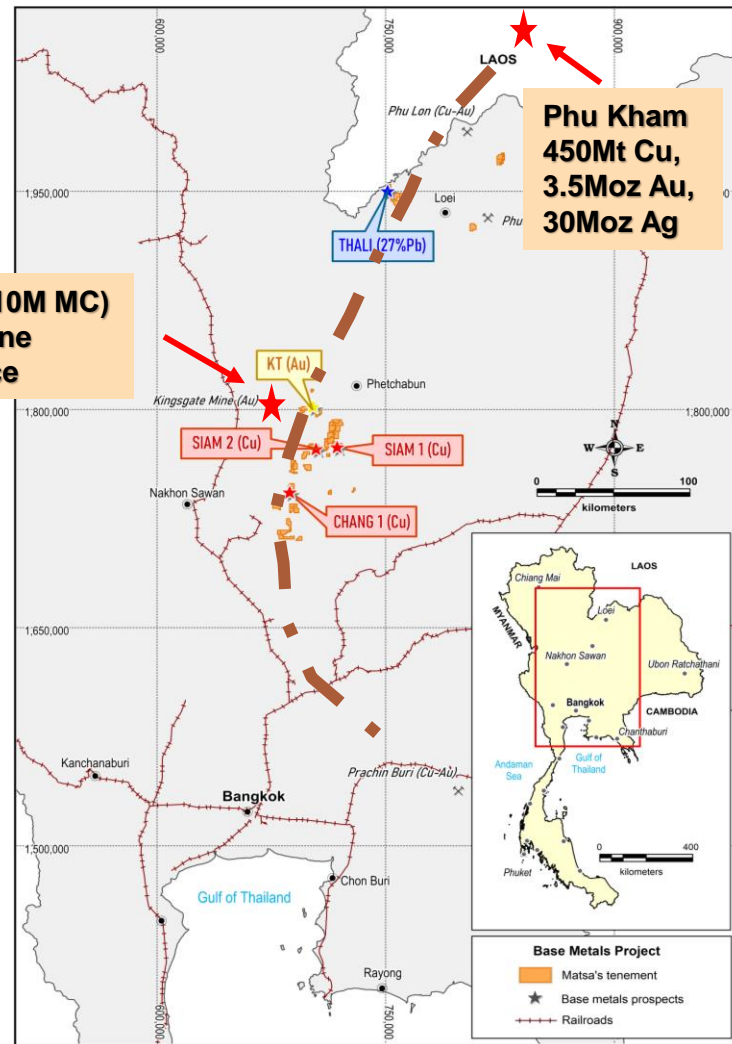 600,000
750,000
900,000
LAOS
Phu Lon (Cu-Au)
Phu Kham
450Mt Cu,
3.5Moz Au,
30Moz Ag
1,950,000
Loei
Phu
THALI (27%Pb)
10M MC)
KT (Au)
Phetchabun
Kingsgate Mine (Au)
1,800,000
1,800,000
SIAM 2 (Cu)
SIAM 1 (Cu)
N
W E
S
Nakhon Sawan
CHANG 1 (Cu)
0 100
kilometers
1,650,000
LAOS
Chiang Mai
MYANMAR
Loei
Nakhon Sawan
Ubon Ratchathani
Bangkok
CAMBODIA
Chanthaburi
Andaman
Sea
Gulf of
Thailand
Phuket
0 400
kilometers
Kanchanaburi
Prachin Buri (Cu-Au)
Bangkok
1,500,000
Chon Buri
Gulf of Thailand
Rayong
600,000
750,000
Base Metals Project
Matsa's tenement
Base metals prospects
Railroads